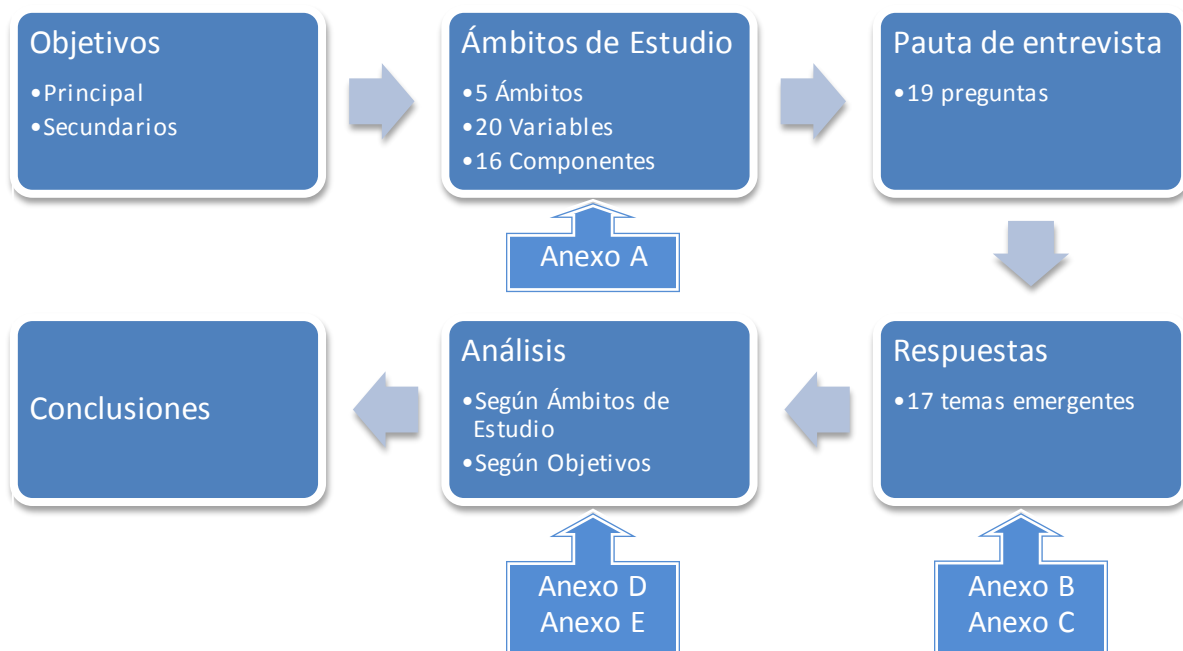 Objetivos
•Principal
•Secundarios
Ámbitos de Estudio
•5 Ámbitos
•20 Variables
•16 Componentes
Anexo A
Pauta de entrevista
•19 preguntas
Respuestas
•17 temas emergentes
Anexo B
Anexo C
Análisis
•Según Ámbitos de
Estudio
•Según Objetivos
Anexo D
Anexo E
Conclusiones